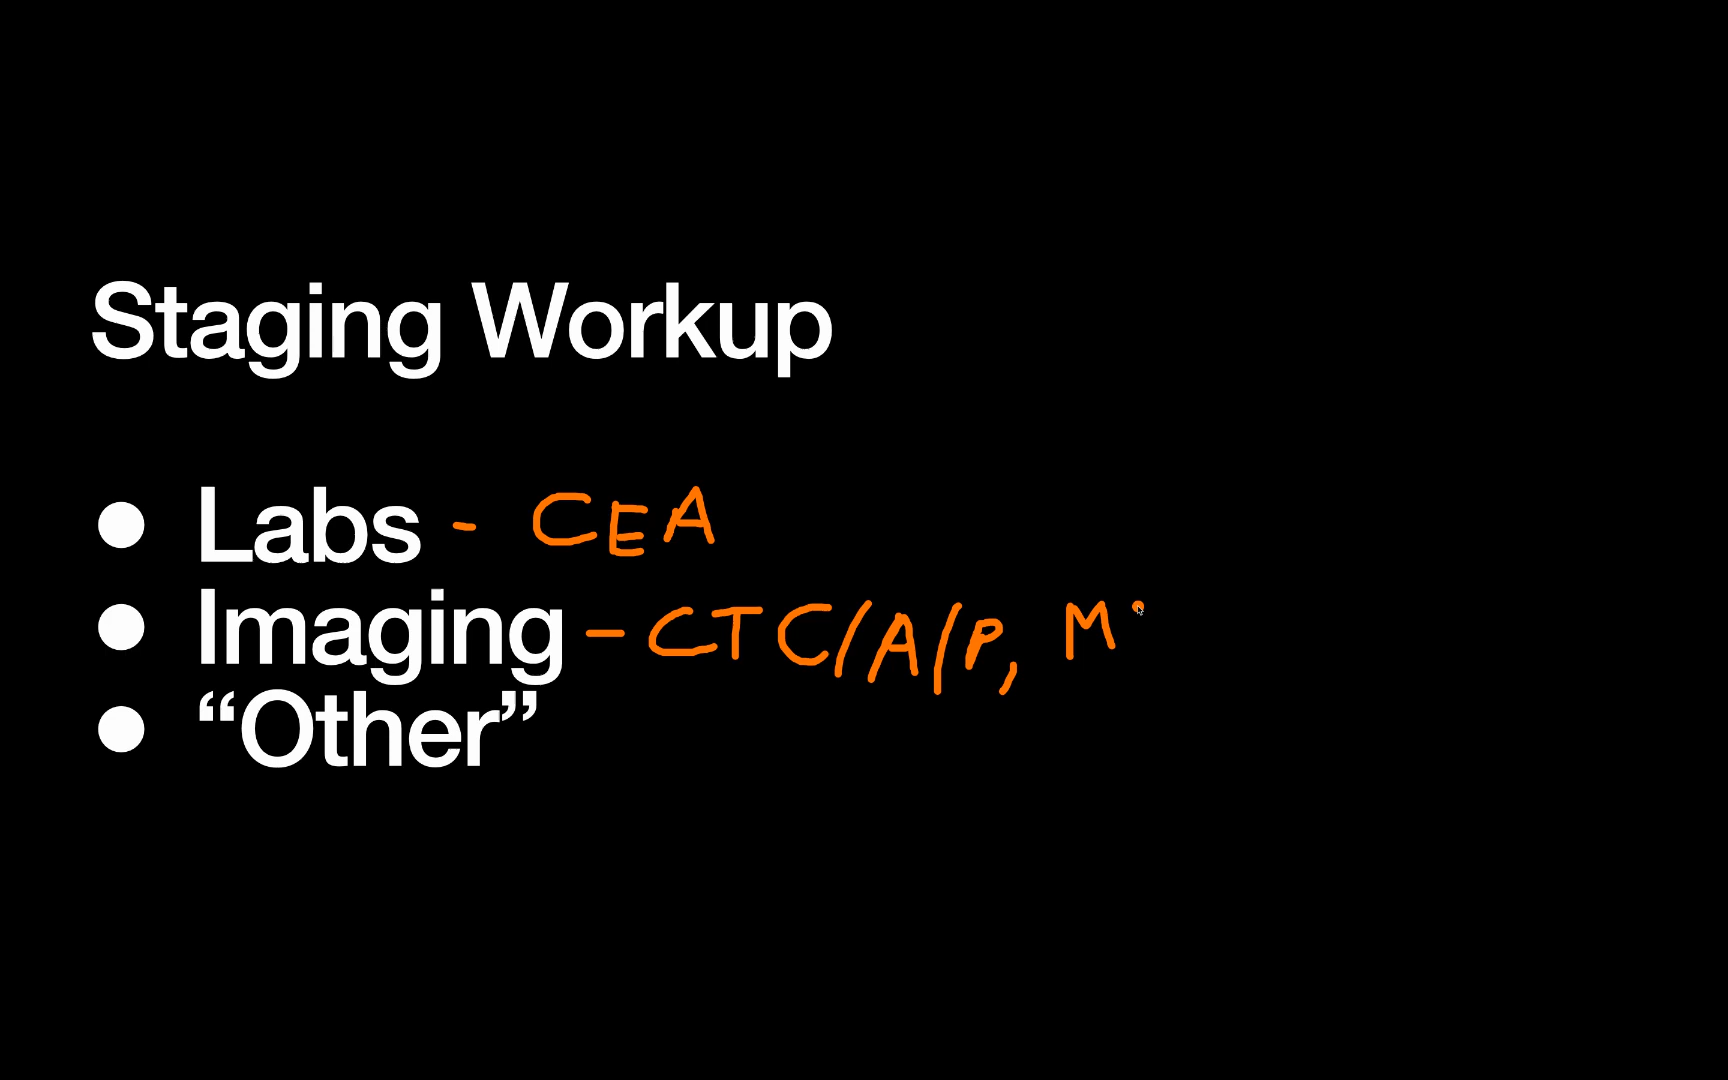 Staging Workup
● Labs - CEA
● Imaging - CT C/A/P, M
● “Other”